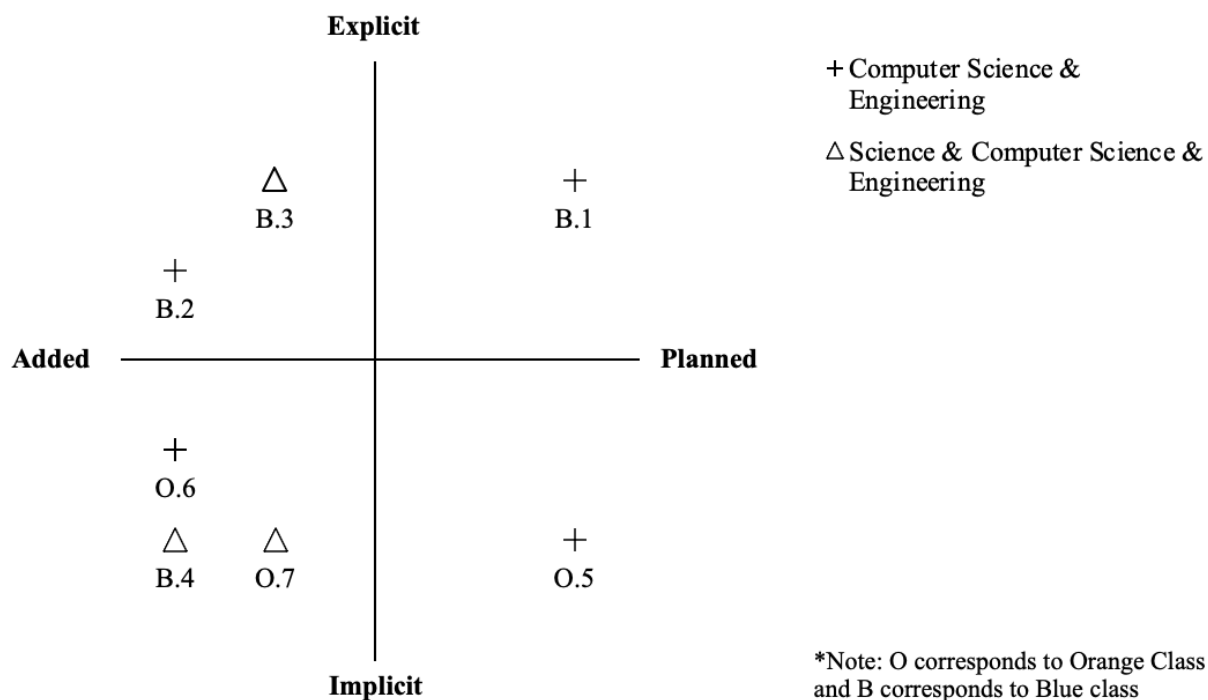 Explicit
+ Computer Science &
Engineering
△ Science & Computer Science &
Engineering
B.3
B.1
B.2
Added
Planned
O.6
B.4
O.7
O.5
Implicit
*Note: O corresponds to Orange Class
and B corresponds to Blue class